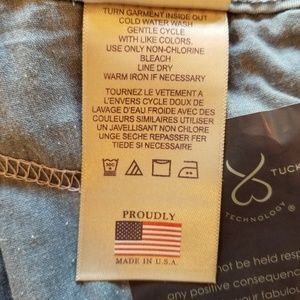 TURN GARMENT INSIDE OUT
COLD WATER WASH
GENTLE CYCLE
WITH LIKE COLORS,
USE ONLY NON-CHLORINE
BLEACH
LINE DRY
WARM IRON IF NECESSARY
TOURNEZ LE VETEMENT A
L'ENVERS CYCLE DOUX DE
LAVAGE D'EAU FROIDE AVEC DES
COULEURS SIMILAIRES UTILISER
UN JAVELLISANT NON CHLORE
UNGE SECHE REPASSER FER
TIEDE SI NECESSAIRE
PROUDLY
MADE IN U.S.A.
TUCK
TECHNOLOGY®
not be held resp
any positive consequenc
your fabulou